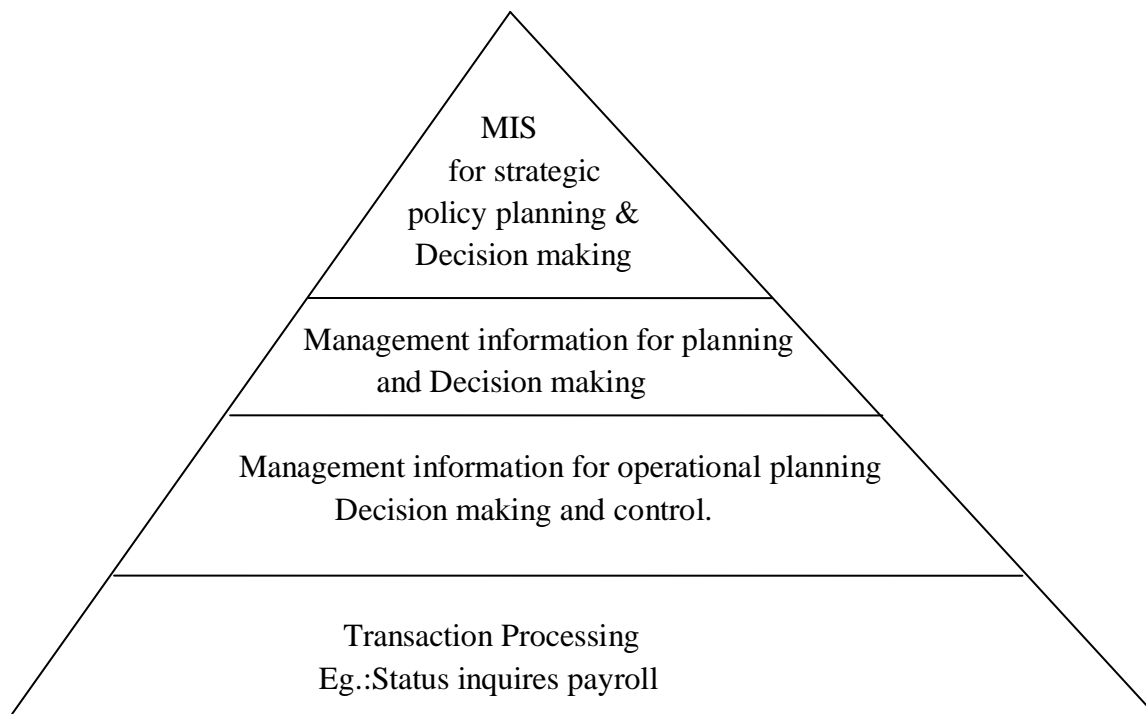 MIS
for strategic
policy planning &
Decision making
Management information for planning
and Decision making
Management information for operational planning
Decision making and control.
Transaction Processing
Eg.:Status inquires payroll